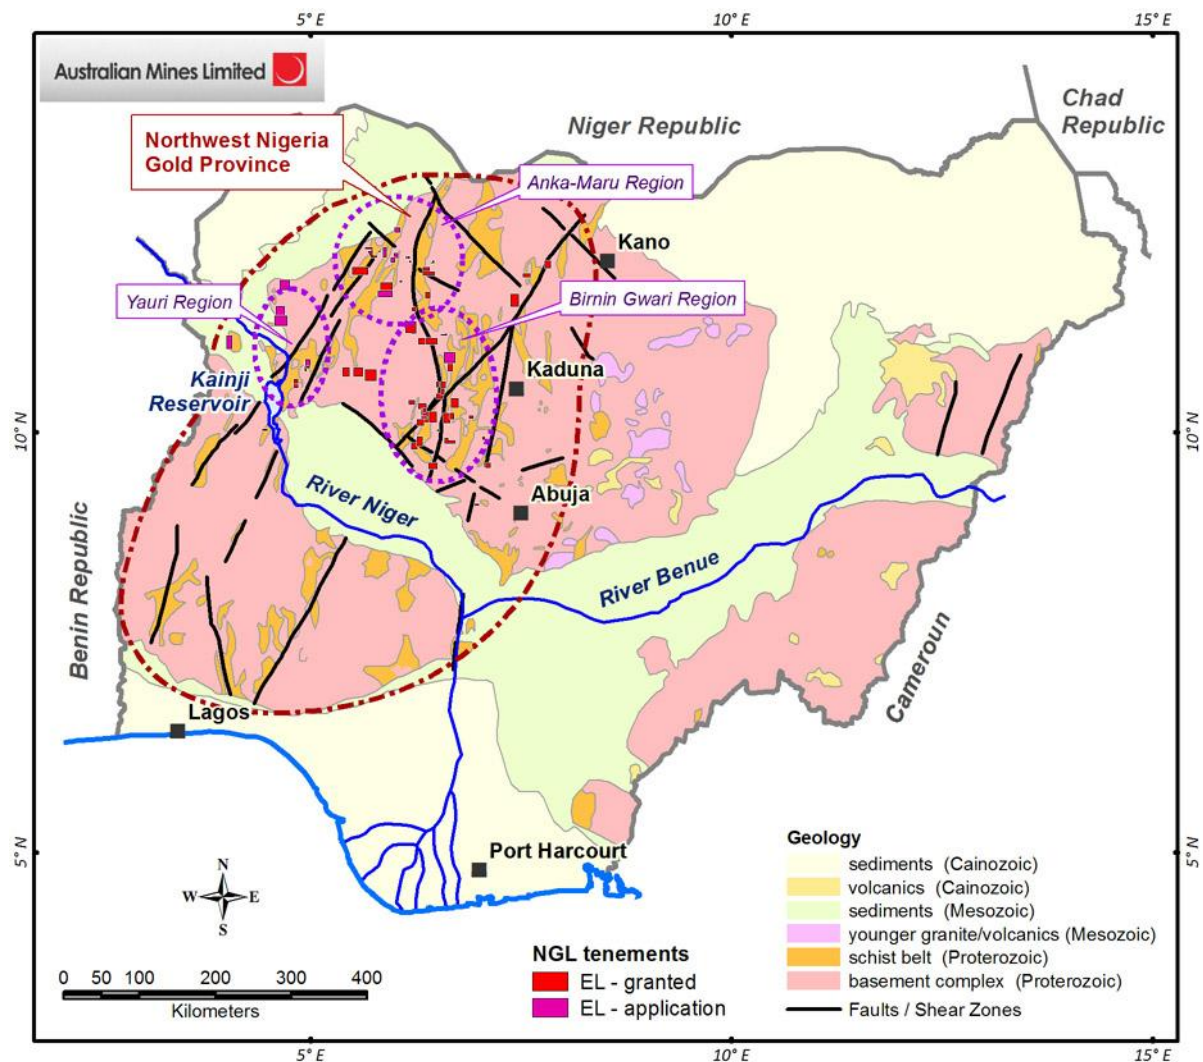 5° E
10° E
15° E
Australian Mines Limited
Chad
Republic
Niger Republic
Northwest Nigeria
Gold Province
Anka-Maru Region
Kano
Yauri Region
Birnin Gwari Region
Kainji
Reservoir
Kaduna
10° N
10° N
River Niger
Abuja
Benin Republic
River Benue
Cameroun
Lagos
5° N
5° N
Port Harcourt
N
W
E
S
0 50 100 200 300 400
Kilometers
NGL tenements
EL - granted
EL - application
Geology
sediments (Cainozoic)
volcanics (Cainozoic)
sediments (Mesozoic)
younger granite/volcanics (Mesozoic)
schist belt (Proterozoic)
basement complex (Proterozoic)
Faults / Shear Zones
5° E
10° E
15° E